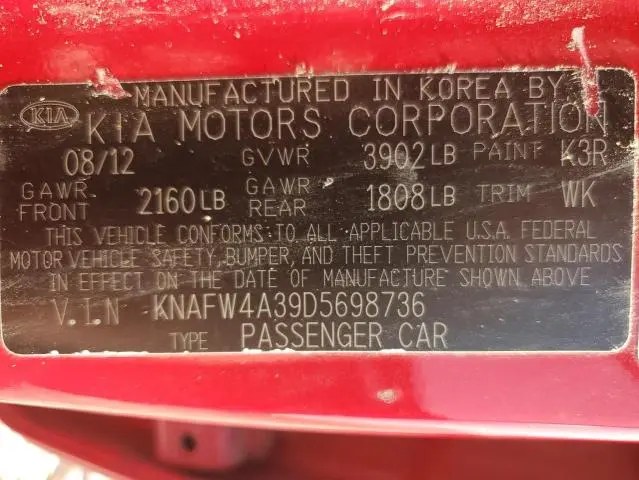 MANUFACTURED IN KOREA BY
KIA KIA MOTORS CORPORATION
08/12 GVWR 3902LB PAINT K3R
GAWR FRONT 2160LB GAWR REAR 1808LB TRIM WK
THIS VEHICLE CONFORMS TO ALL APPLICABLE U.S.A. FEDERAL
MOTOR VEHICLE SAFETY, BUMPER, AND THEFT PREVENTION STANDARDS
IN EFFECT ON THE DATE OF MANUFACTURE SHOWN ABOVE
V.I.N KNAFW4A39D5698736
TYPE PASSENGER CAR